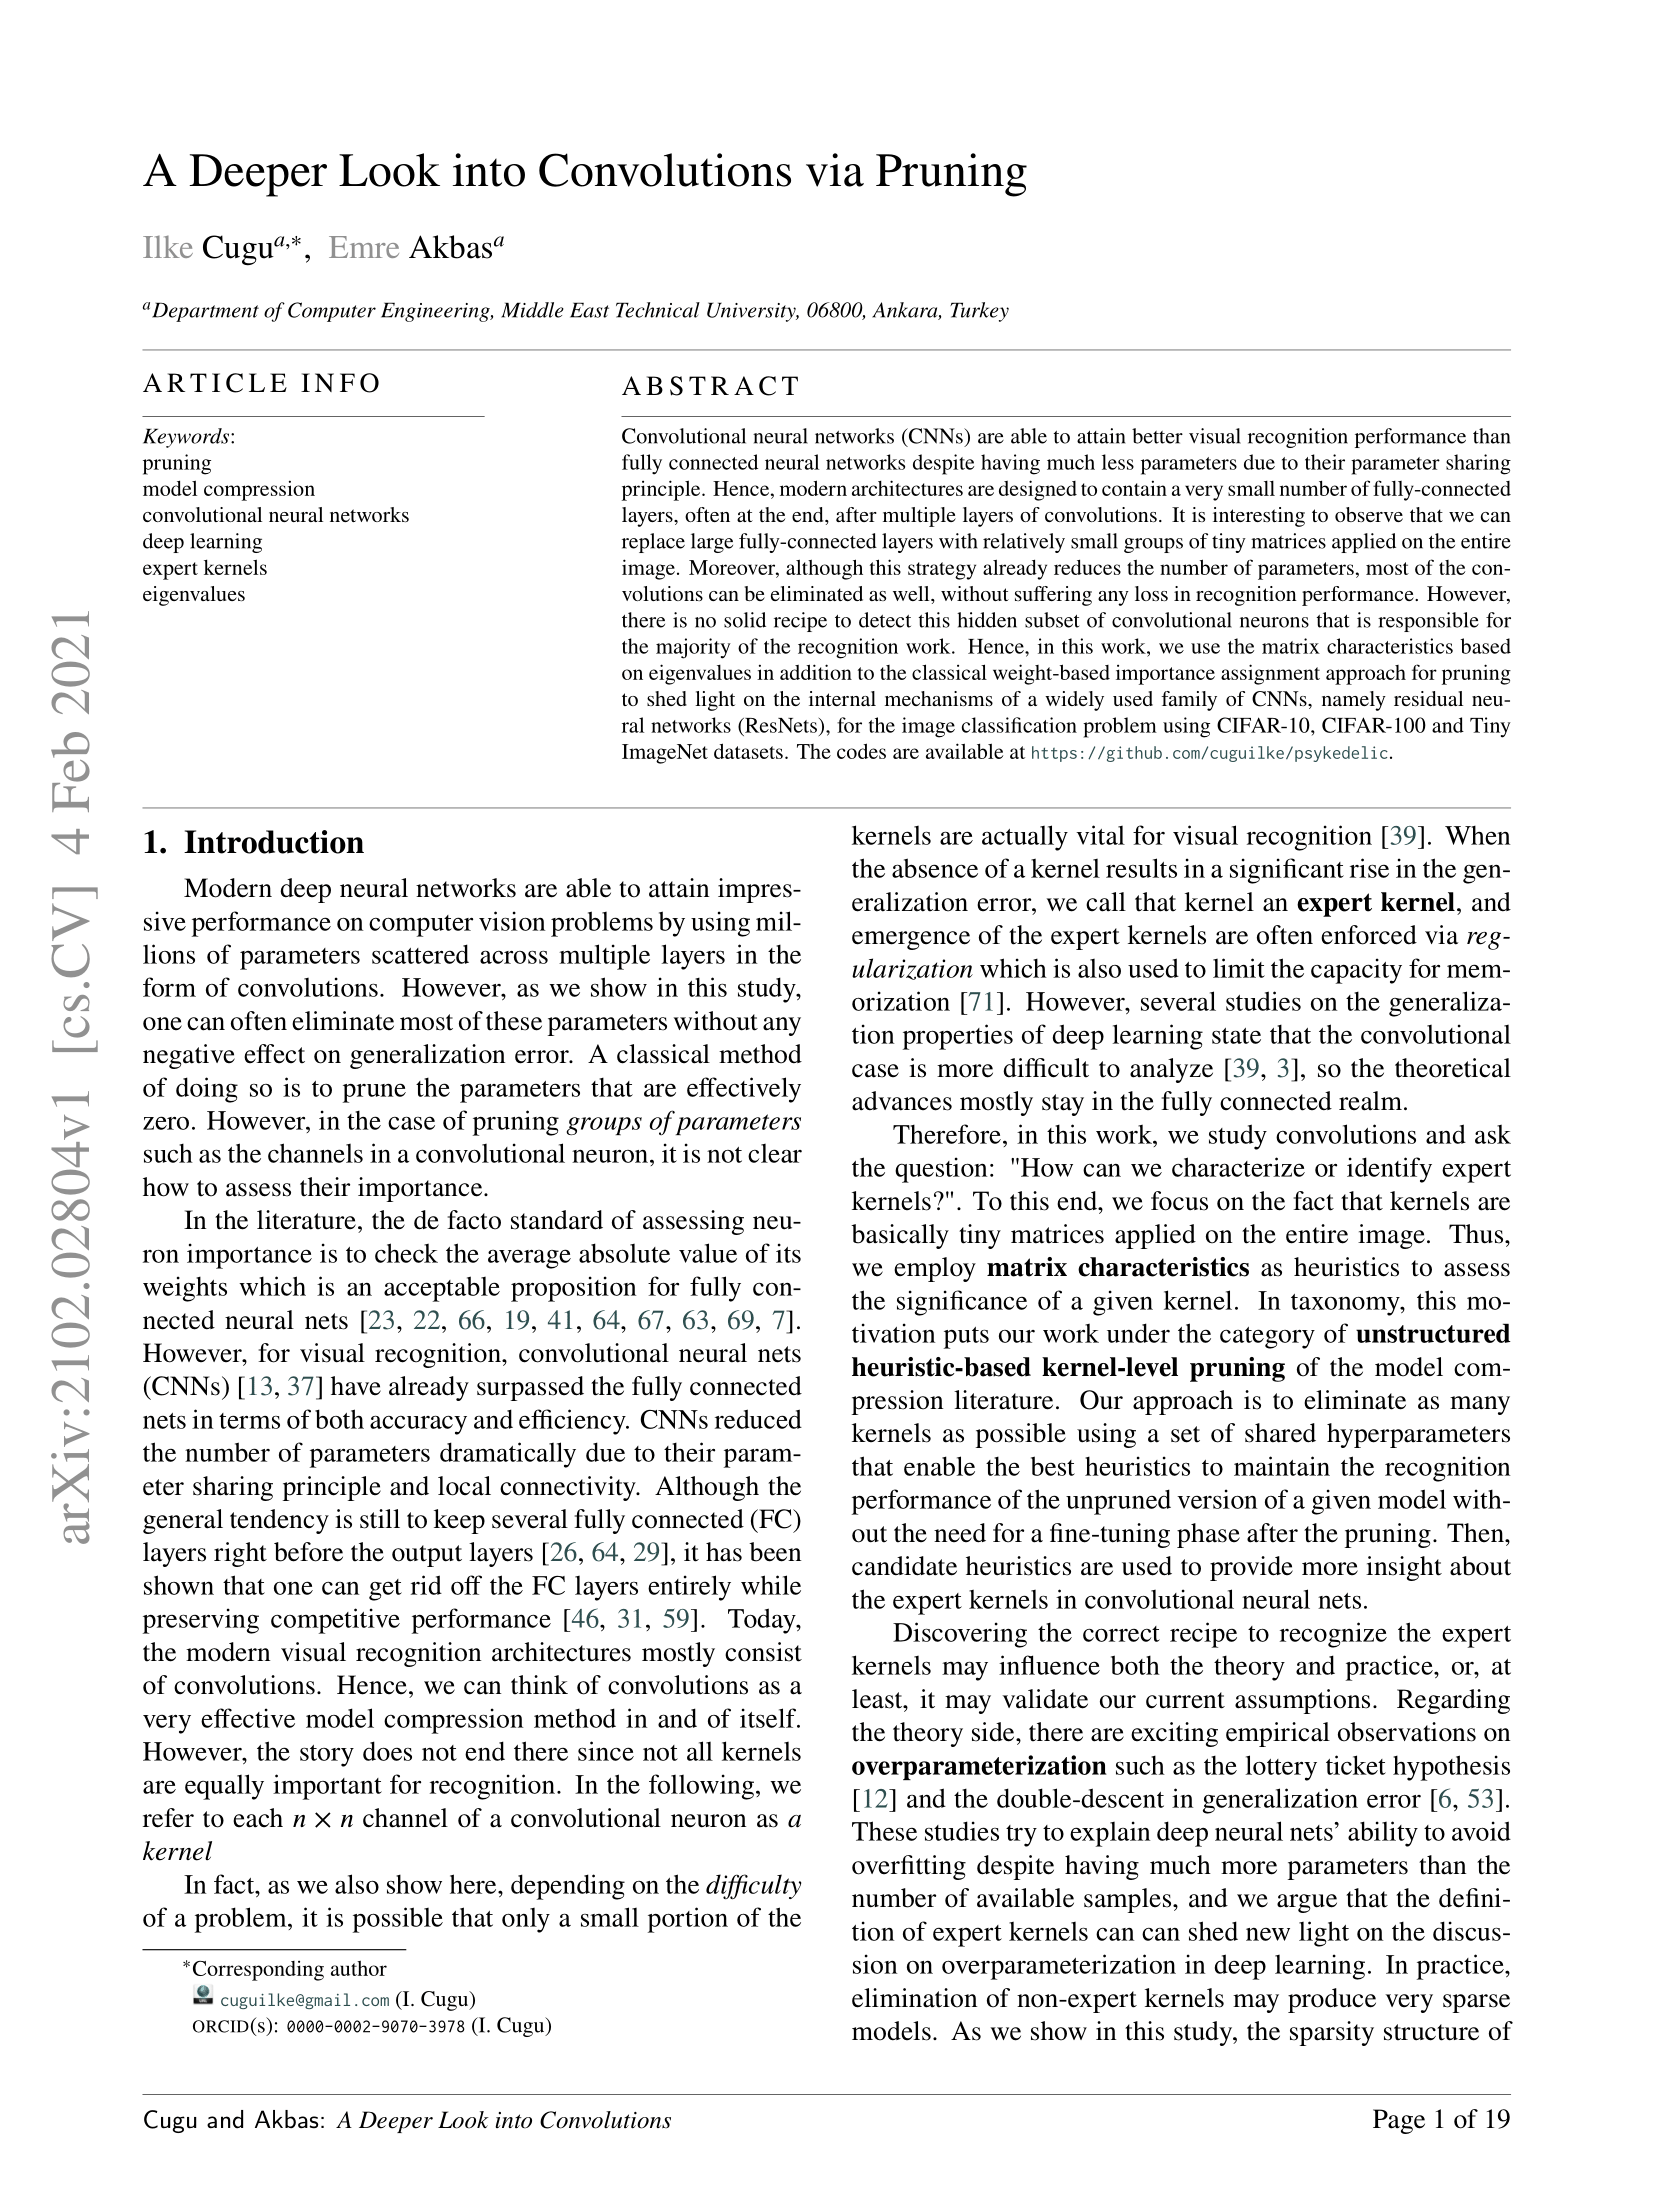 A Deeper Look into Convolutions via Pruning
Ilke Cugu^{a,*}, Emre Akbas^{a}
^{a}Department of Computer Engineering, Middle East Technical University, 06800, Ankara, Turkey
ARTICLE INFO
Keywords:
pruning
model compression
convolutional neural networks
deep learning
expert kernels
eigenvalues
ABSTRACT
Convolutional neural networks (CNNs) are able to attain better visual recognition performance than
fully connected neural networks despite having much less parameters due to their parameter sharing
principle. Hence, modern architectures are designed to contain a very small number of fully-connected
layers, often at the end, after multiple layers of convolutions. It is interesting to observe that we can
replace large fully-connected layers with relatively small groups of tiny matrices applied on the entire
image. Moreover, although this strategy already reduces the number of parameters, most of the con-
volutions can be eliminated as well, without suffering any loss in recognition performance. However,
there is no solid recipe to detect this hidden subset of convolutional neurons that is responsible for
the majority of the recognition work. Hence, in this work, we use the matrix characteristics based
on eigenvalues in addition to the classical weight-based importance assignment approach for pruning
to shed light on the internal mechanisms of a widely used family of CNNs, namely residual neu-
ral networks (ResNets), for the image classification problem using CIFAR-10, CIFAR-100 and Tiny
ImageNet datasets. The codes are available at https://github.com/cuguilke/psykedelic.
1. Introduction
Modern deep neural networks are able to attain impres-
sive performance on computer vision problems by using mil-
lions of parameters scattered across multiple layers in the
form of convolutions. However, as we show in this study,
one can often eliminate most of these parameters without any
negative effect on generalization error. A classical method
of doing so is to prune the parameters that are effectively
zero. However, in the case of pruning groups of parameters
such as the channels in a convolutional neuron, it is not clear
how to assess their importance.
In the literature, the de facto standard of assessing neu-
ron importance is to check the average absolute value of its
weights which is an acceptable proposition for fully con-
nected neural nets [23, 22, 66, 19, 41, 64, 67, 63, 69, 7].
However, for visual recognition, convolutional neural nets
(CNNs) [13, 37] have already surpassed the fully connected
nets in terms of both accuracy and efficiency. CNNs reduced
the number of parameters dramatically due to their param-
eter sharing principle and local connectivity. Although the
general tendency is still to keep several fully connected (FC)
layers right before the output layers [26, 64, 29], it has been
shown that one can get rid off the FC layers entirely while
preserving competitive performance [46, 31, 59]. Today,
the modern visual recognition architectures mostly consist
of convolutions. Hence, we can think of convolutions as a
very effective model compression method in and of itself.
However, the story does not end there since not all kernels
are equally important for recognition. In the following, we
refer to each n × n channel of a convolutional neuron as a
kernel
In fact, as we also show here, depending on the difficulty
of a problem, it is possible that only a small portion of the
*Corresponding author
cuguilke@gmail.com (I. Cugu)
ORCID(s): 0000-0002-9070-3978 (I. Cugu)
kernels are actually vital for visual recognition [39]. When
the absence of a kernel results in a significant rise in the gen-
eralization error, we call that kernel an expert kernel, and
emergence of the expert kernels are often enforced via reg-
ularization which is also used to limit the capacity for mem-
orization [71]. However, several studies on the generaliza-
tion properties of deep learning state that the convolutional
case is more difficult to analyze [39, 3], so the theoretical
advances mostly stay in the fully connected realm.
Therefore, in this work, we study convolutions and ask
the question: "How can we characterize or identify expert
kernels?". To this end, we focus on the fact that kernels are
basically tiny matrices applied on the entire image. Thus,
we employ matrix characteristics as heuristics to assess
the significance of a given kernel. In taxonomy, this mo-
tivation puts our work under the category of unstructured
heuristic-based kernel-level pruning of the model com-
pression literature. Our approach is to eliminate as many
kernels as possible using a set of shared hyperparameters
that enable the best heuristics to maintain the recognition
performance of the unpruned version of a given model with-
out the need for a fine-tuning phase after the pruning. Then,
candidate heuristics are used to provide more insight about
the expert kernels in convolutional neural nets.
Discovering the correct recipe to recognize the expert
kernels may influence both the theory and practice, or, at
least, it may validate our current assumptions. Regarding
the theory side, there are exciting empirical observations on
overparameterization such as the lottery ticket hypothesis
[12] and the double-descent in generalization error [6, 53].
These studies try to explain deep neural nets' ability to avoid
overfitting despite having much more parameters than the
number of available samples, and we argue that the defini-
tion of expert kernels can can shed new light on the discus-
sion on overparameterization in deep learning. In practice,
elimination of non-expert kernels may produce very sparse
models. As we show in this study, the sparsity structure of
Cugu and Akbas: A Deeper Look into Convolutions
Page 1 of 19
arXiv:2102.02804v1 [cs.CV] 4 Feb 2021